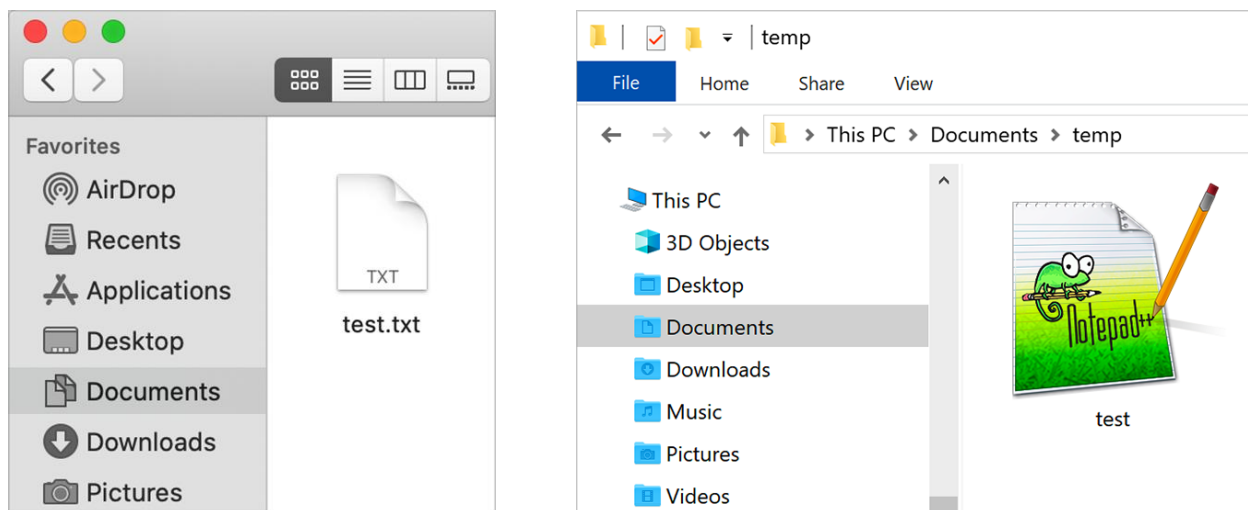 Favorites
AirDrop
Recents
Applications
Desktop
Documents
Downloads
Pictures
TXT
test.txt
temp
File Home Share View
This PC Documents temp
This PC
3D Objects
Desktop
Documents
Downloads
Music
Pictures
Videos
Notepad++
test